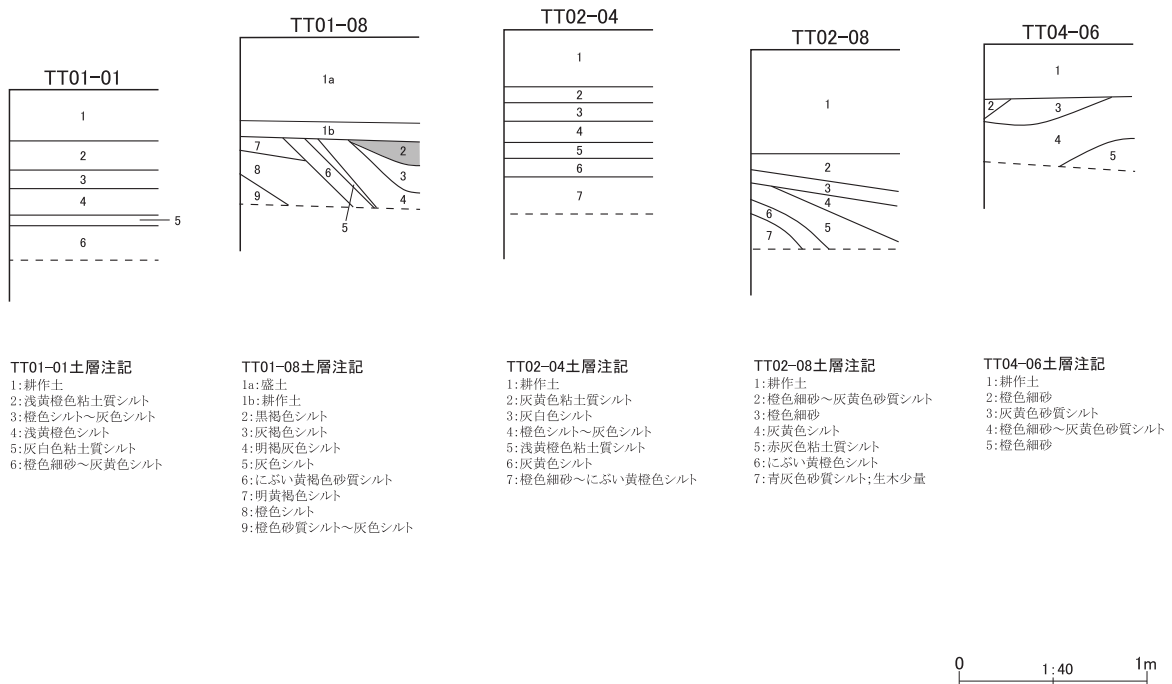 TT01-01
1
2
3
4
5
6
TT01-08
1a
1b
7
2
8
6
3
9
4
5
TT02-04
1
2
3
4
5
6
7
TT02-08
1
2
3
4
6
5
7
TT04-06
1
2
3
4
5
TT01-01土層注記
1:耕作土
2:浅黄橙色粘土質シルト
3:橙色シルト～灰色シルト
4:浅黄橙色シルト
5:灰白色粘土質シルト
6:橙色細砂～灰黄色シルト
TT01-08土層注記
1a:盛土
1b:耕作土
2:黒褐色シルト
3:灰褐色シルト
4:明褐灰色シルト
5:灰色シルト
6:にぶい黄褐色砂質シルト
7:明黄褐色シルト
8:橙色シルト
9:橙色砂質シルト～灰色シルト
TT02-04土層注記
1:耕作土
2:灰黄色粘土質シルト
3:灰白色シルト
4:橙色シルト～灰色シルト
5:浅黄橙色粘土質シルト
6:灰黄色シルト
7:橙色細砂～にぶい黄橙色シルト
TT02-08土層注記
1:耕作土
2:橙色細砂～灰黄色砂質シルト
3:橙色細砂
4:灰黄色シルト
5:赤灰色粘土質シルト
6:にぶい黄橙色シルト
7:青灰色砂質シルト;生木少量
TT04-06土層注記
1:耕作土
2:橙色細砂
3:灰黄色砂質シルト
4:橙色細砂～灰黄色砂質シルト
5:橙色細砂
0 1:40 1m